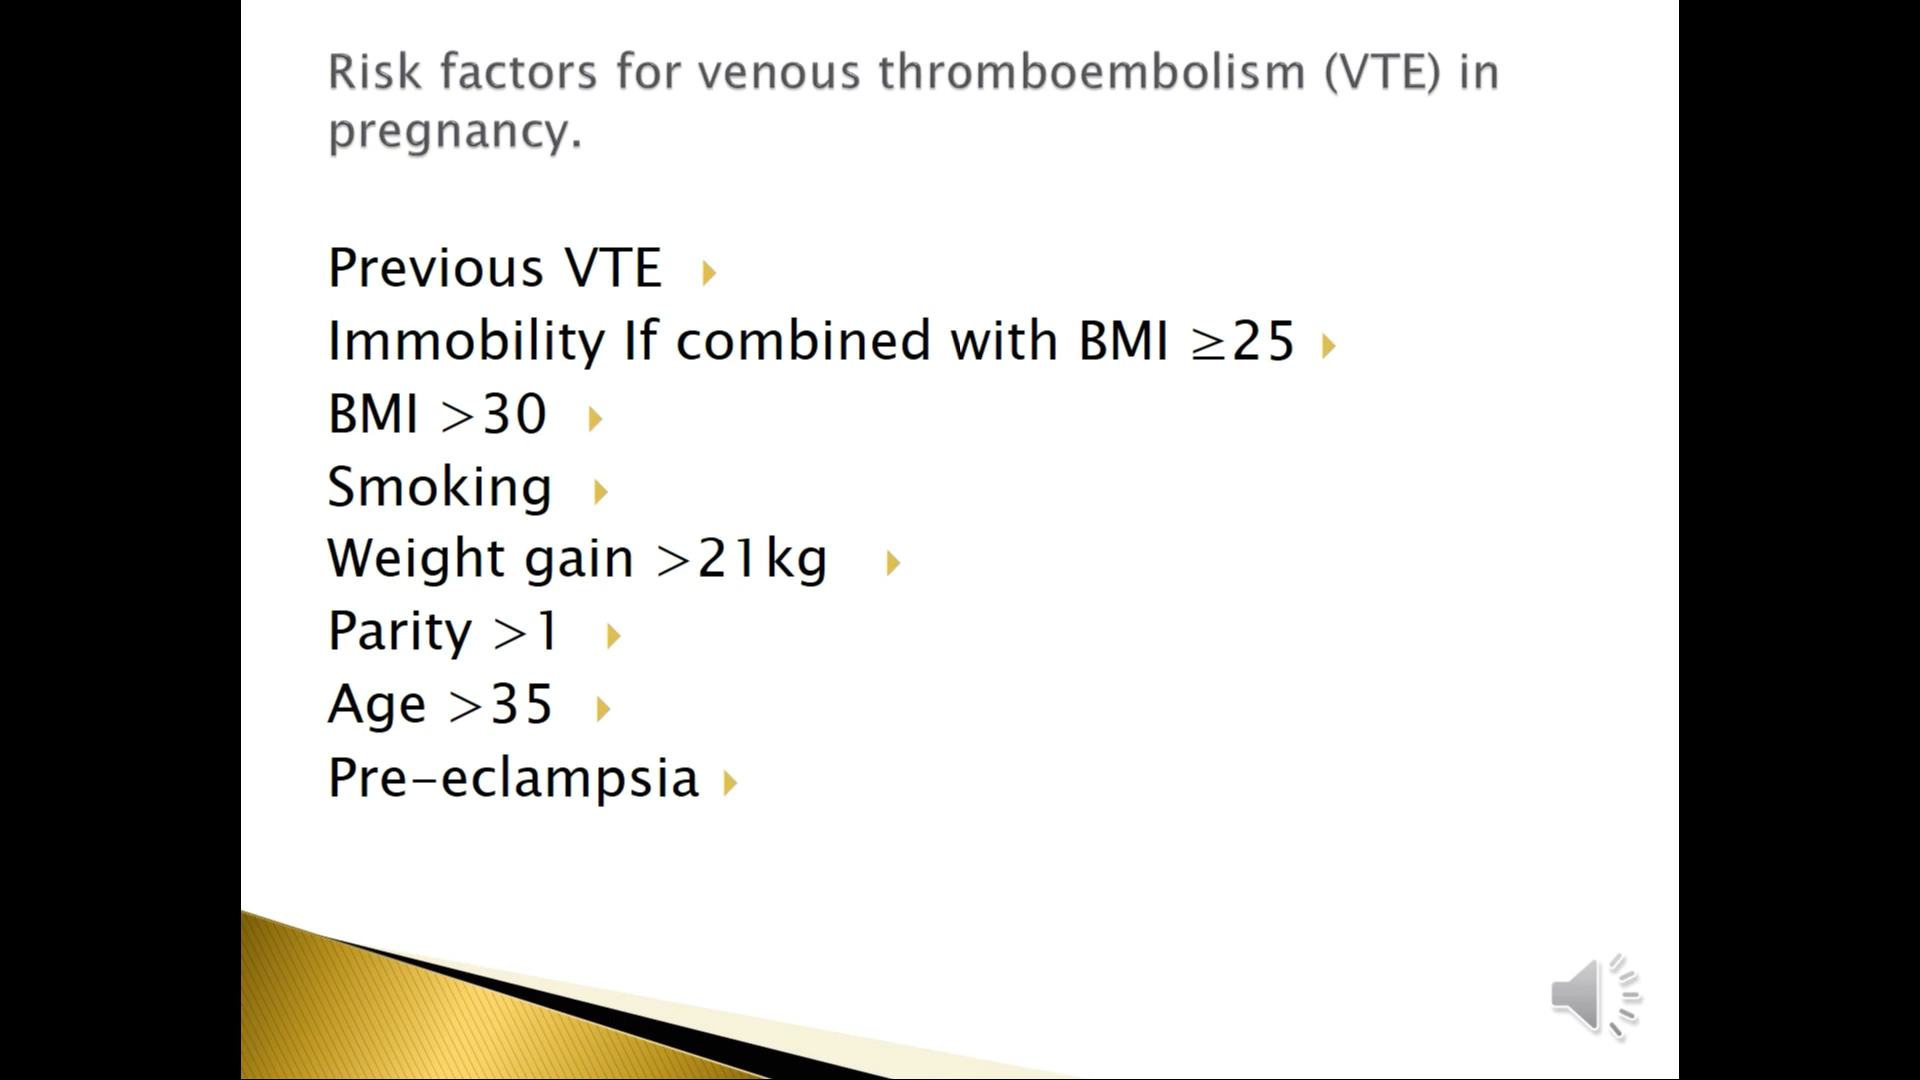 Risk factors for venous thromboembolism (VTE) in
pregnancy.
Previous VTE
Immobility If combined with BMI ≥25
BMI >30
Smoking
Weight gain >21kg
Parity >1
Age >35
Pre-eclampsia